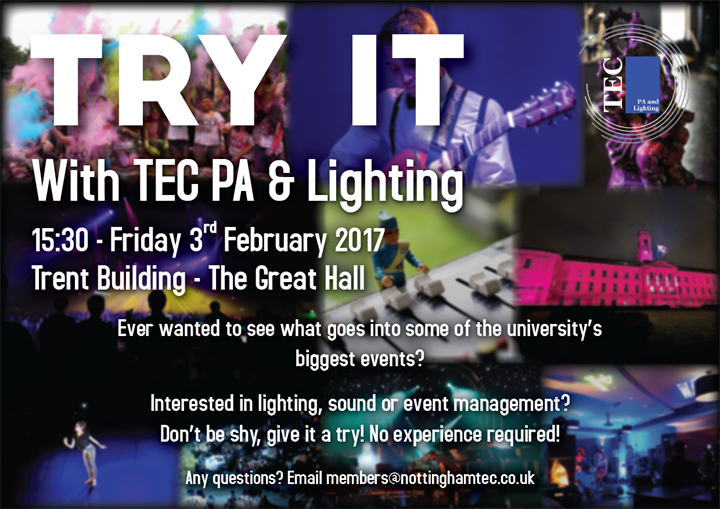 TRY IT
TEC
PA and
Lighting
With TEC PA & Lighting
15:30 - Friday 3rd February 2017
Trent Building - The Great Hall
Ever wanted to see what goes into some of the university's
biggest events?
Interested in lighting, sound or event management?
Don't be shy, give it a try! No experience required!
Any questions? Email members@nottinghamtec.co.uk